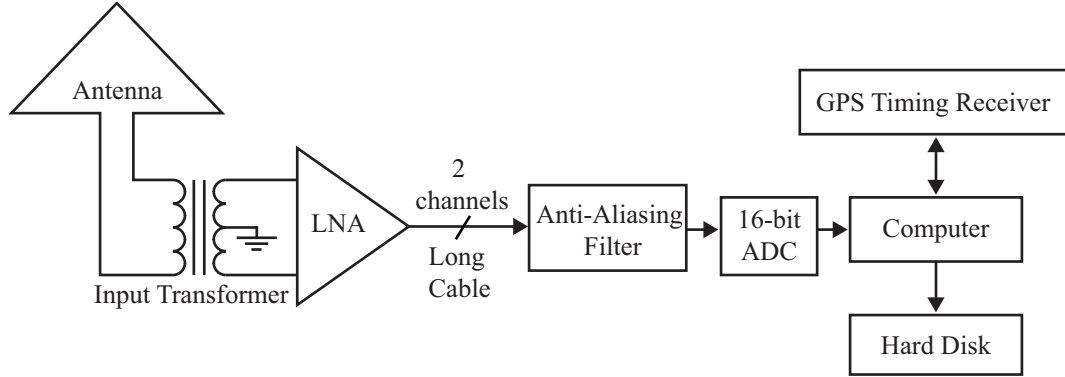 Antenna
Input Transformer
LNA
2
channels
Long
Cable
Anti-Aliasing
Filter
16-bit
ADC
GPS Timing Receiver
Computer
Hard Disk